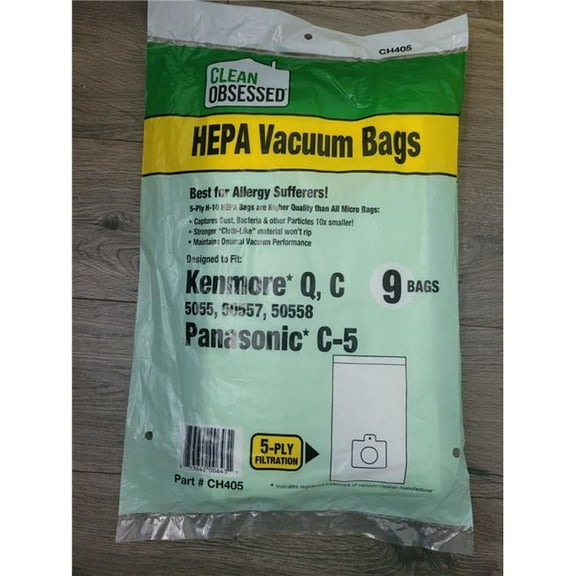 CH405
CLEAN
OBSESSED®
HEPA Vacuum Bags
Best for Allergy Sufferers!
5-Ply H-10 HEPA Bags are Higher Quality than All Micro Bags:
• Captures Dust, Bacteria & other Particles 10x smaller!
• Stronger "Cloth-Like" material won't rip
• Maintains Optimal Vacuum Performance
Designed to Fit:
Kenmore* Q, C
5055, 50557, 50558
Panasonic* C-5
9 BAGS
5-PLY
FILTRATION
Part # CH405
* Indicates registered trademark of vacuum cleaner manufacturer